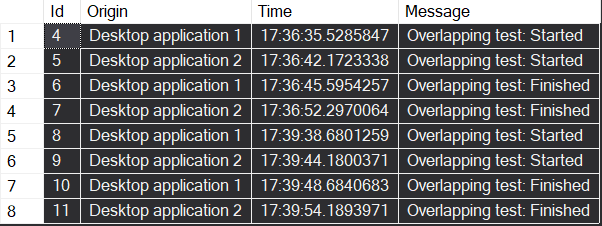 Id Origin Time Message
1 4 Desktop application 1 17:36:35.5285847 Overlapping test: Started
2 5 Desktop application 2 17:36:42.1723338 Overlapping test: Started
3 6 Desktop application 1 17:36:45.5954257 Overlapping test: Finished
4 7 Desktop application 2 17:36:52.2970064 Overlapping test: Finished
5 8 Desktop application 1 17:39:38.6801259 Overlapping test: Started
6 9 Desktop application 2 17:39:44.1800371 Overlapping test: Started
7 10 Desktop application 1 17:39:48.6840683 Overlapping test: Finished
8 11 Desktop application 2 17:39:54.1893971 Overlapping test: Finished